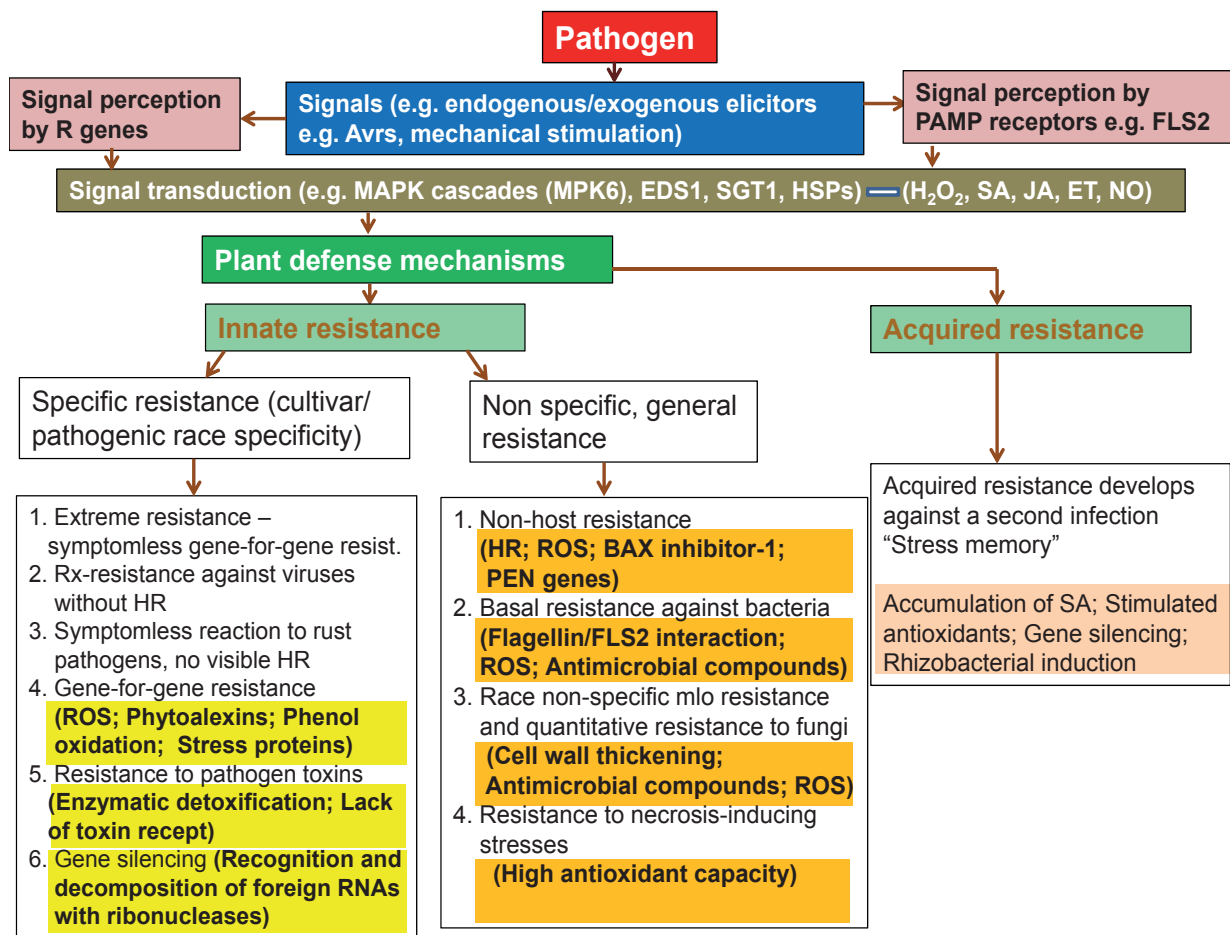 Pathogen
Signal perception
by R genes
Signals (e.g. endogenous/exogenous elicitors
e.g. Avrs, mechanical stimulation)
Signal perception by
PAMP receptors e.g. FLS2
Signal transduction (e.g. MAPK cascades (MPK6), EDS1, SGT1, HSPs) (H₂O₂, SA, JA, ET, NO)
Plant defense mechanisms
Innate resistance
Acquired resistance
Specific resistance (cultivar/
pathogenic race specificity)
Non specific, general
resistance
1. Extreme resistance –
symptomless gene-for-gene resist.
2. Rx-resistance against viruses
without HR
3. Symptomless reaction to rust
pathogens, no visible HR
4. Gene-for-gene resistance
(ROS; Phytoalexins; Phenol
oxidation; Stress proteins)
5. Resistance to pathogen toxins
(Enzymatic detoxification; Lack
of toxin recept)
6. Gene silencing (Recognition and
decomposition of foreign RNAs
with ribonucleases)
1. Non-host resistance
(HR; ROS; BAX inhibitor-1;
PEN genes)
2. Basal resistance against bacteria
(Flagellin/FLS2 interaction;
ROS; Antimicrobial compounds)
3. Race non-specific mlo resistance
and quantitative resistance to fungi
(Cell wall thickening;
Antimicrobial compounds; ROS)
4. Resistance to necrosis-inducing
stresses
(High antioxidant capacity)
Acquired resistance develops
against a second infection
“Stress memory”
Accumulation of SA; Stimulated
antioxidants; Gene silencing;
Rhizobacterial induction